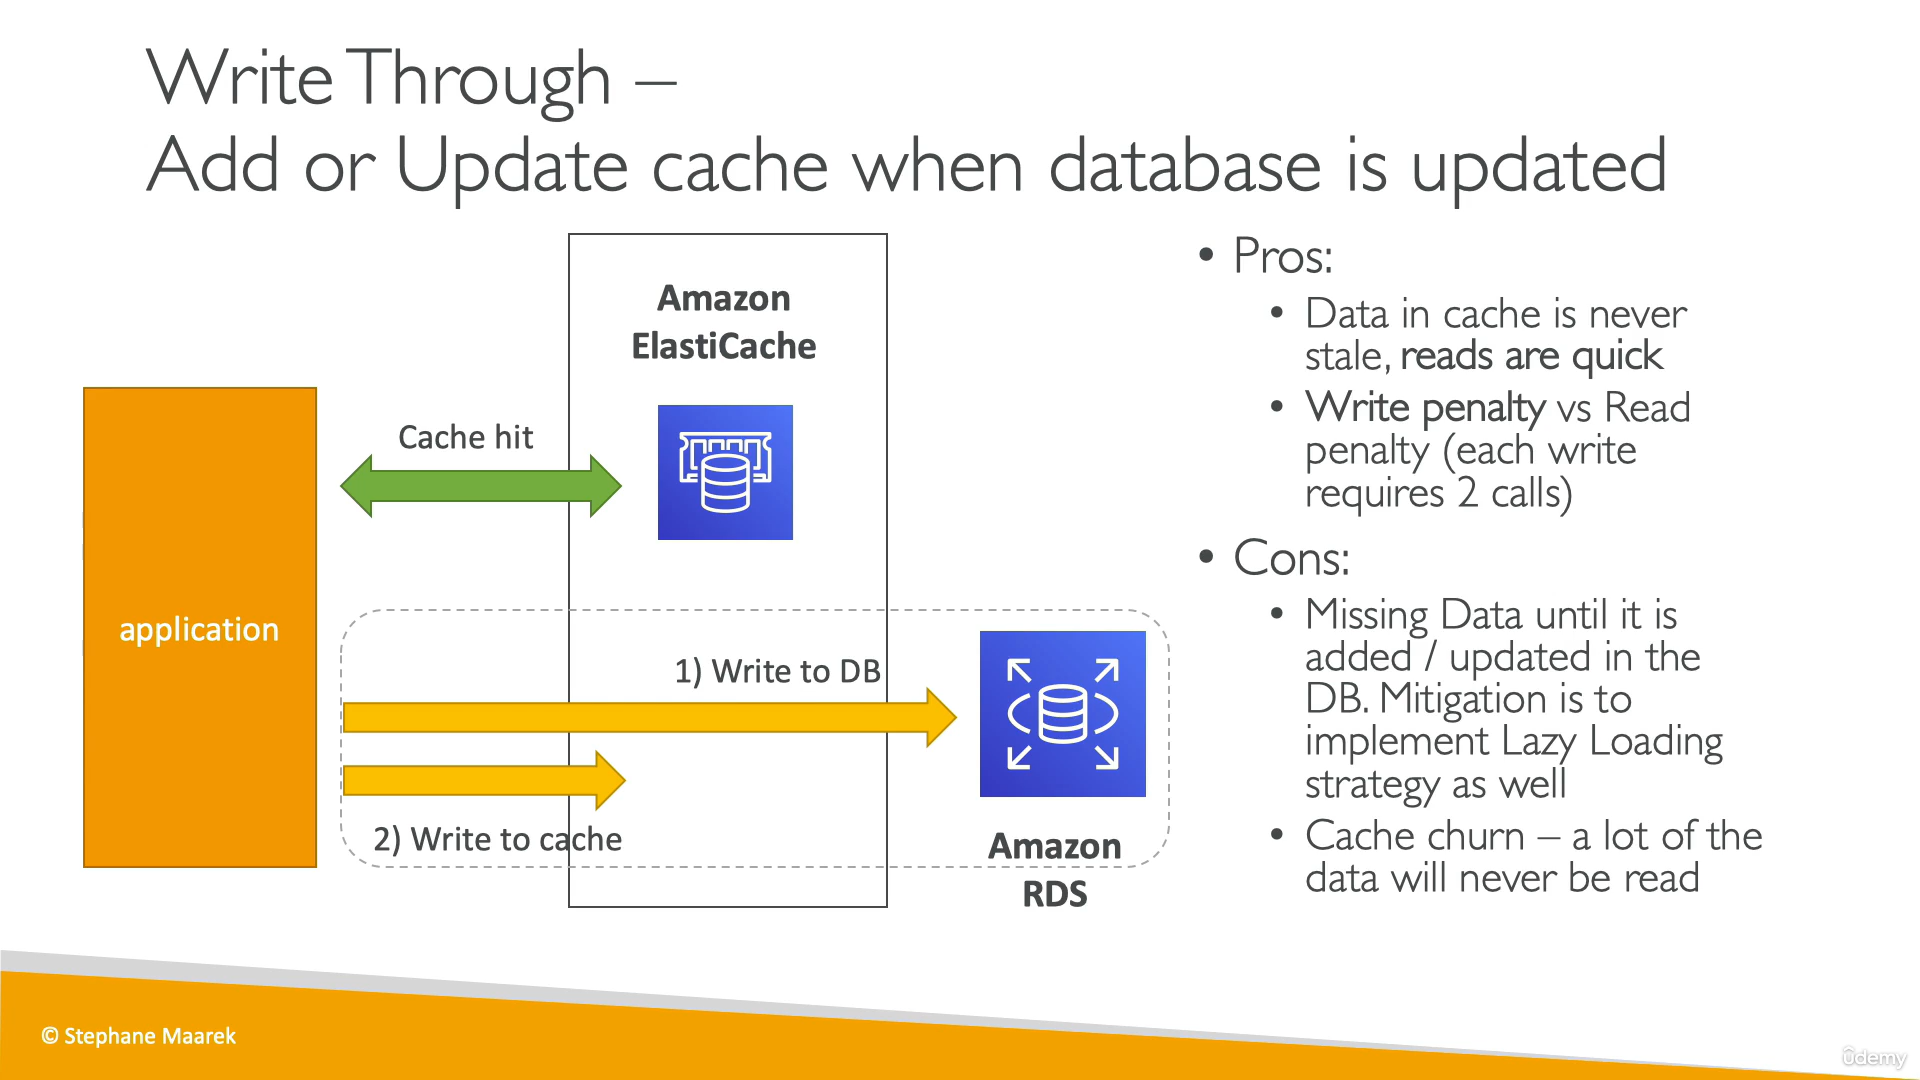 Write Through –
Add or Update cache when database is updated
Amazon
ElastiCache
Cache hit
application
1) Write to DB
2) Write to cache
Amazon
RDS
• Pros:
• Data in cache is never
stale, reads are quick
• Write penalty vs Read
penalty (each write
requires 2 calls)
• Cons:
• Missing Data until it is
added / updated in the
DB. Mitigation is to
implement Lazy Loading
strategy as well
• Cache churn – a lot of the
data will never be read
© Stephane Maarek
ûdemy